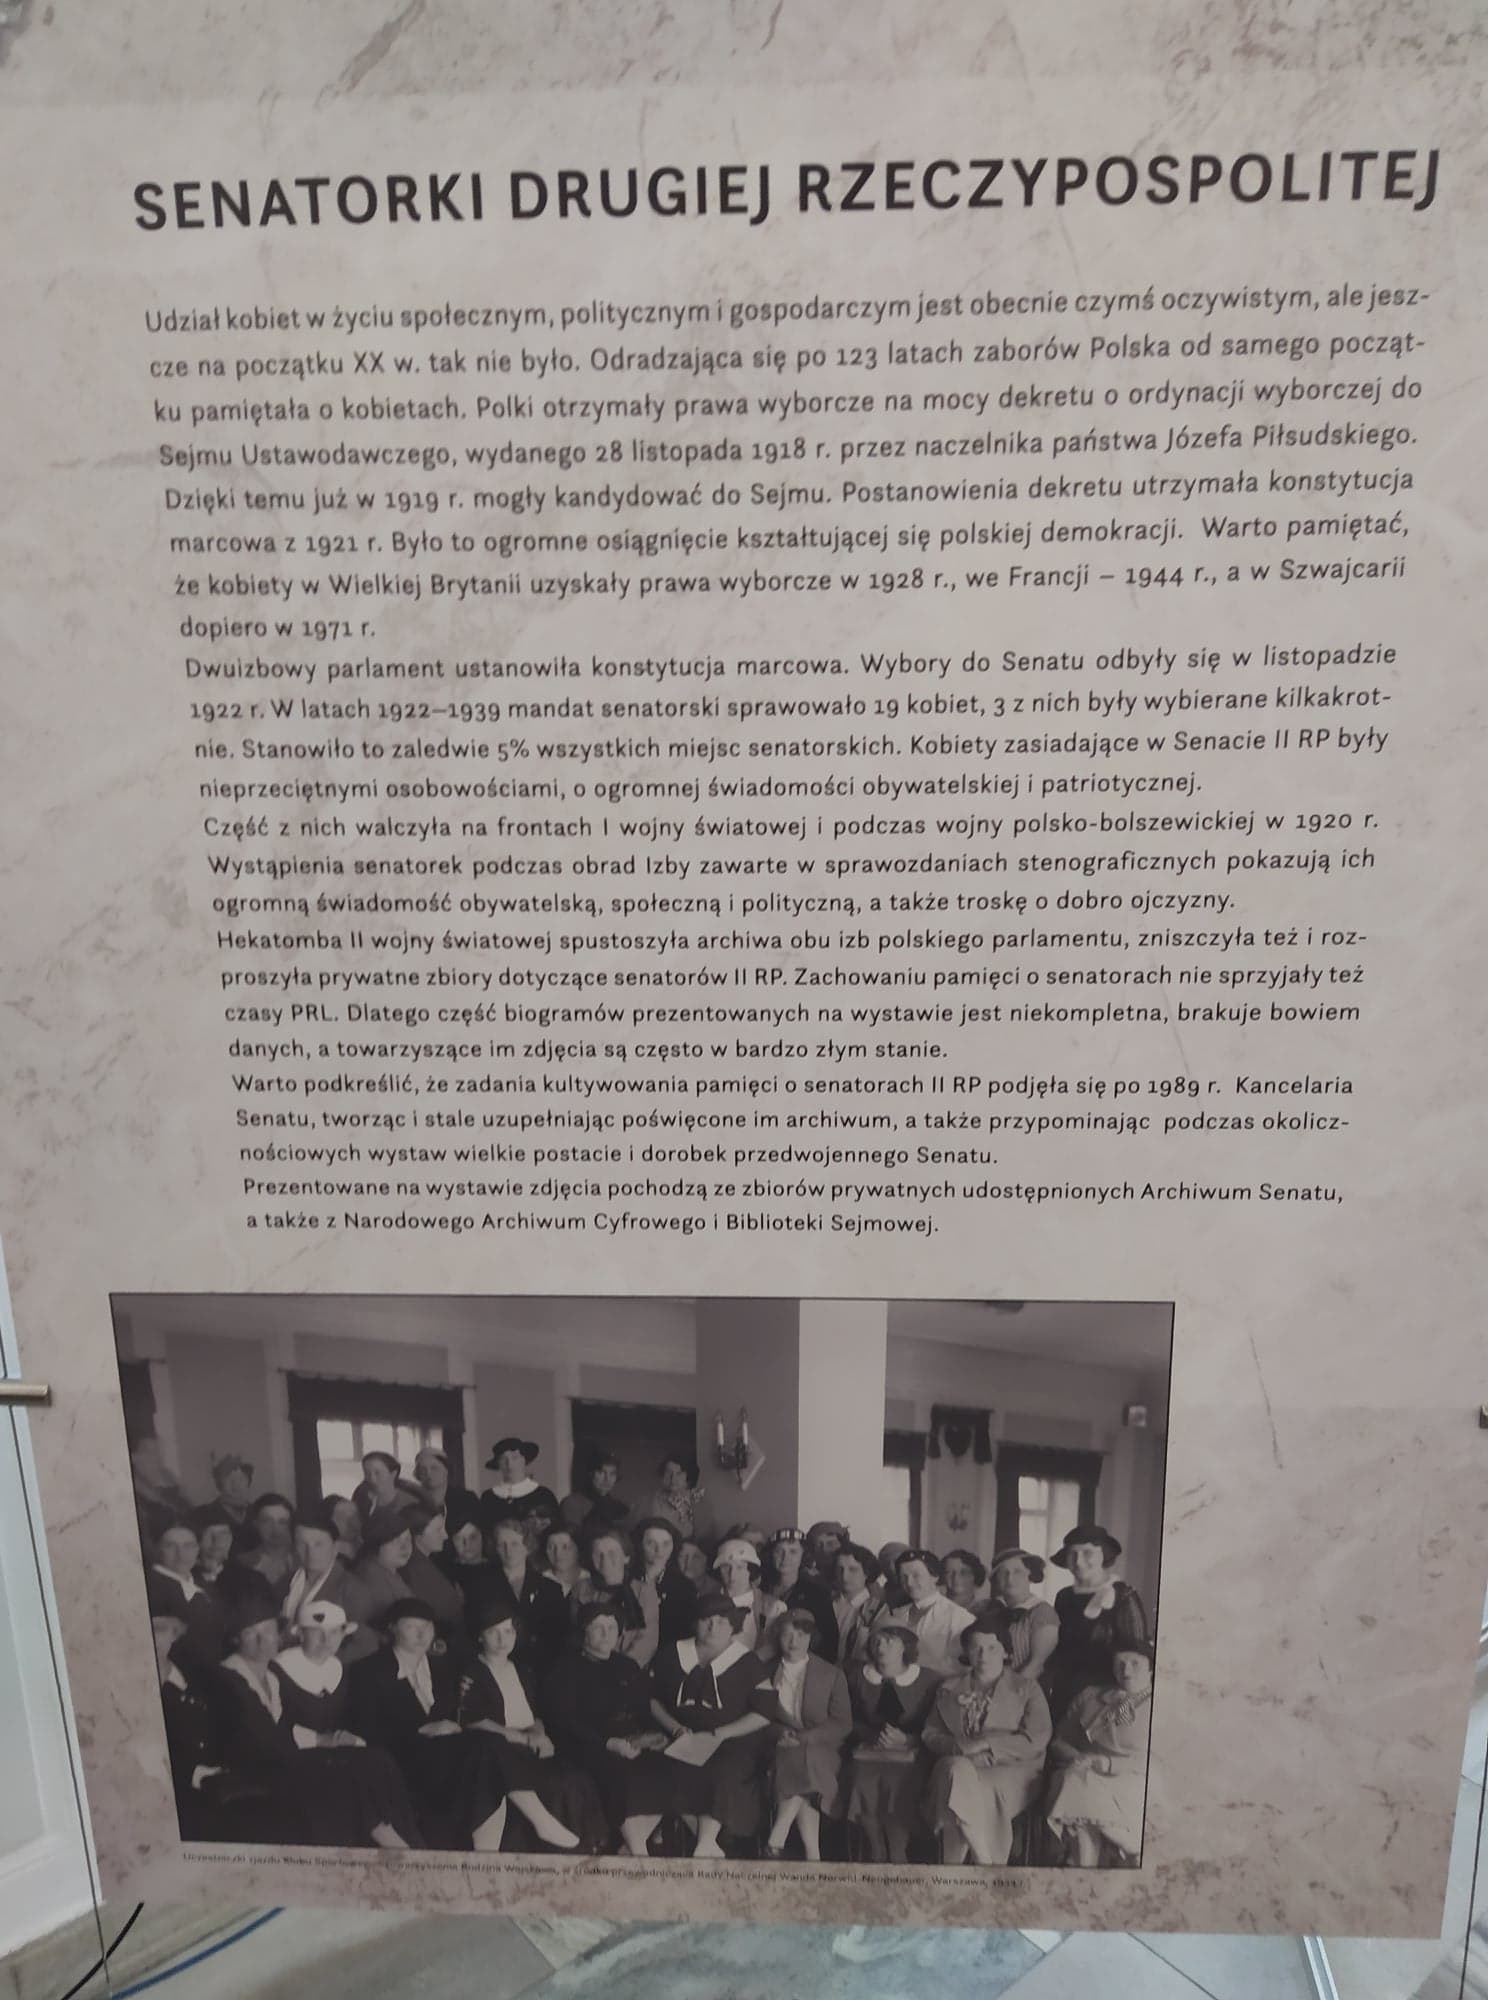 SENATORKI DRUGIEJ RZECZYPOSPOLITEJ
Udział kobiet w życiu społecznym, politycznym i gospodarczym jest obecnie czymś oczywistym, ale jesz-
cze na początku XX w. tak nie było. Odradzająca się po 123 latach zaborów Polska od samego począt-
ku pamiętała o kobietach. Polki otrzymały prawa wyborcze na mocy dekretu o ordynacji wyborczej do
Sejmu Ustawodawczego, wydanego 28 listopada 1918 r. przez naczelnika państwa Józefa Piłsudskiego.
Dzięki temu już w 1919 r. mogły kandydować do Sejmu. Postanowienia dekretu utrzymała konstytucja
marcowa z 1921 r. Było to ogromne osiągnięcie kształtującej się polskiej demokracji. Warto pamiętać,
że kobiety w Wielkiej Brytanii uzyskały prawa wyborcze w 1928 r., we Francji – 1944 r., a w Szwajcarii
dopiero w 1971 r.
Dwuizbowy parlament ustanowiła konstytucja marcowa. Wybory do Senatu odbyły się w listopadzie
1922 r. W latach 1922–1939 mandat senatorski sprawowało 19 kobiet, 3 z nich były wybierane kilkakrot-
nie. Stanowiło to zaledwie 5% wszystkich miejsc senatorskich. Kobiety zasiadające w Senacie II RP były
nieprzeciętnymi osobowościami, o ogromnej świadomości obywatelskiej i patriotycznej.
Część z nich walczyła na frontach I wojny światowej i podczas wojny polsko-bolszewickiej w 1920 r.
Wystąpienia senatorek podczas obrad Izby zawarte w sprawozdaniach stenograficznych pokazują ich
ogromną świadomość obywatelską, społeczną i polityczną, a także troskę o dobro ojczyzny.
Hekatomba II wojny światowej spustoszyła archiwa obu izb polskiego parlamentu, zniszczyła też i roz-
proszyła prywatne zbiory dotyczące senatorów II RP. Zachowaniu pamięci o senatorach nie sprzyjały też
czasy PRL. Dlatego część biogramów prezentowanych na wystawie jest niekompletna, brakuje bowiem
danych, a towarzyszące im zdjęcia są często w bardzo złym stanie.
Warto podkreślić, że zadania kultywowania pamięci o senatorach II RP podjęła się po 1989 r. Kancelaria
Senatu, tworząc i stale uzupełniając poświęcone im archiwum, a także przypominając podczas okolicz-
nościowych wystaw wielkie postacie i dorobek przedwojennego Senatu.
Prezentowane na wystawie zdjęcia pochodzą ze zbiorów prywatnych udostępnionych Archiwum Senatu,
a także z Narodowego Archiwum Cyfrowego i Biblioteki Sejmowej.
Uczestniczki zjazdu Klubu Rodzina Wojskowa, w środku przewodnicząca Rady Naczelnej Wanda Norwid-Neugebauer, Warszawa,